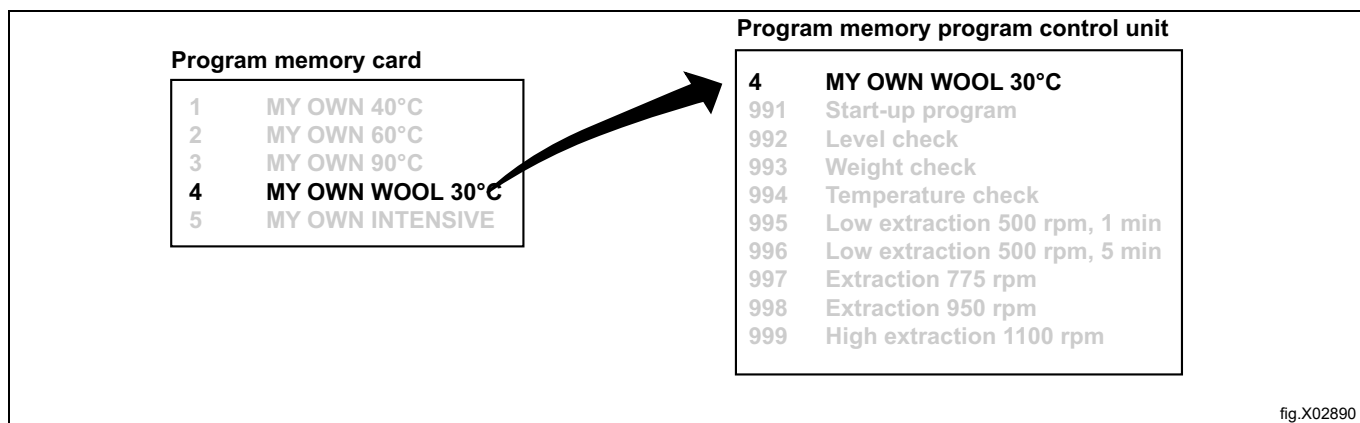 Program memory card
1 MY OWN 40°C
2 MY OWN 60°C
3 MY OWN 90°C
4 MY OWN WOOL 30°C
5 MY OWN INTENSIVE
Program memory program control unit
4 MY OWN WOOL 30°C
991 Start-up program
992 Level check
993 Weight check
994 Temperature check
995 Low extraction 500 rpm, 1 min
996 Low extraction 500 rpm, 5 min
997 Extraction 775 rpm
998 Extraction 950 rpm
999 High extraction 1100 rpm
fig.X02890